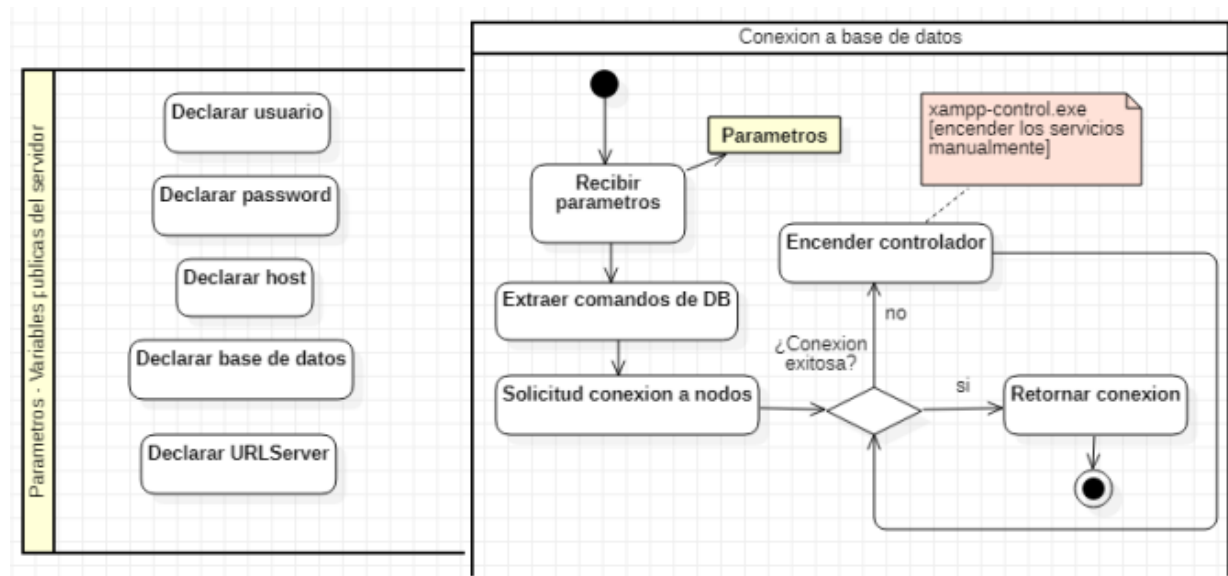 Parametros - Variables publicas del servidor
Declarar usuario
Declarar password
Declarar host
Declarar base de datos
Declarar URLServer
Conexion a base de datos
Parametros
Recibir
parametros
xampp-control.exe
[encender los servicios
manualmente]
Encender controlador
Extraer comandos de DB
no
¿Conexion
exitosa?
Solicitud conexion a nodos
si
Retornar conexion